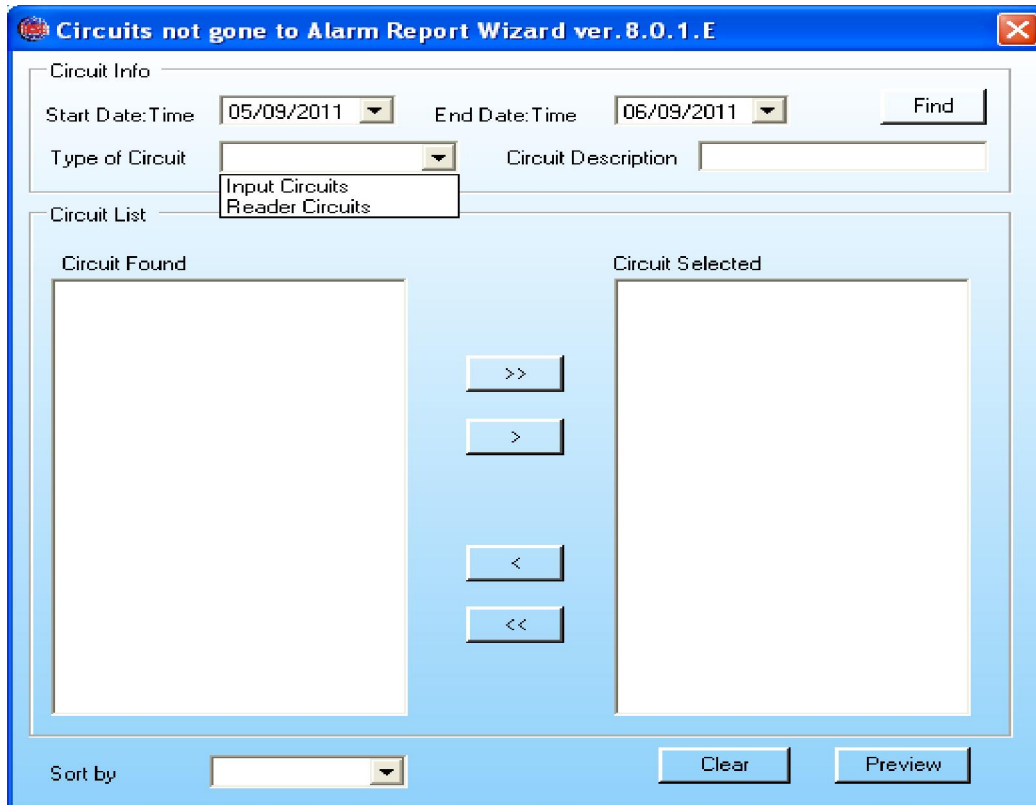 Circuits not gone to Alarm Report Wizard ver.8.0.1.E
Circuit Info
Start Date:Time 05/09/2011 End Date:Time 06/09/2011 Find
Type of Circuit Circuit Description
Input Circuits
Reader Circuits
Circuit List
Circuit Found Circuit Selected
>>
>
<
<<
Sort by Clear Preview